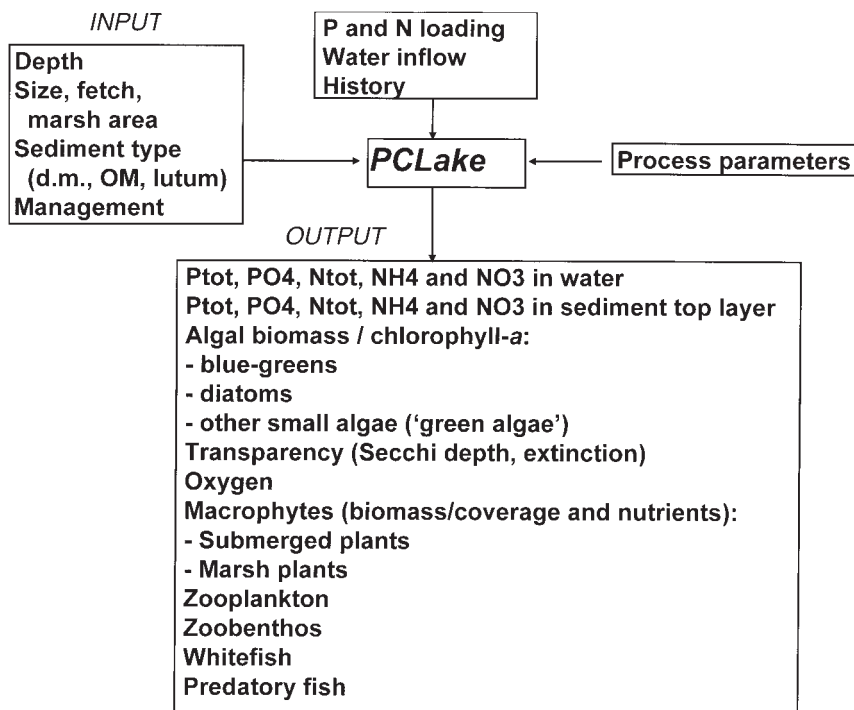 INPUT
Depth
Size, fetch,
marsh area
Sediment type
(d.m., OM, lutum)
Management
P and N loading
Water inflow
History
PCLake
Process parameters
OUTPUT
Ptot, PO4, Ntot, NH4 and NO3 in water
Ptot, PO4, Ntot, NH4 and NO3 in sediment top layer
Algal biomass / chlorophyll-a:
- blue-greens
- diatoms
- other small algae (‘green algae’)
Transparency (Secchi depth, extinction)
Oxygen
Macrophytes (biomass/coverage and nutrients):
- Submerged plants
- Marsh plants
Zooplankton
Zoobenthos
Whitefish
Predatory fish